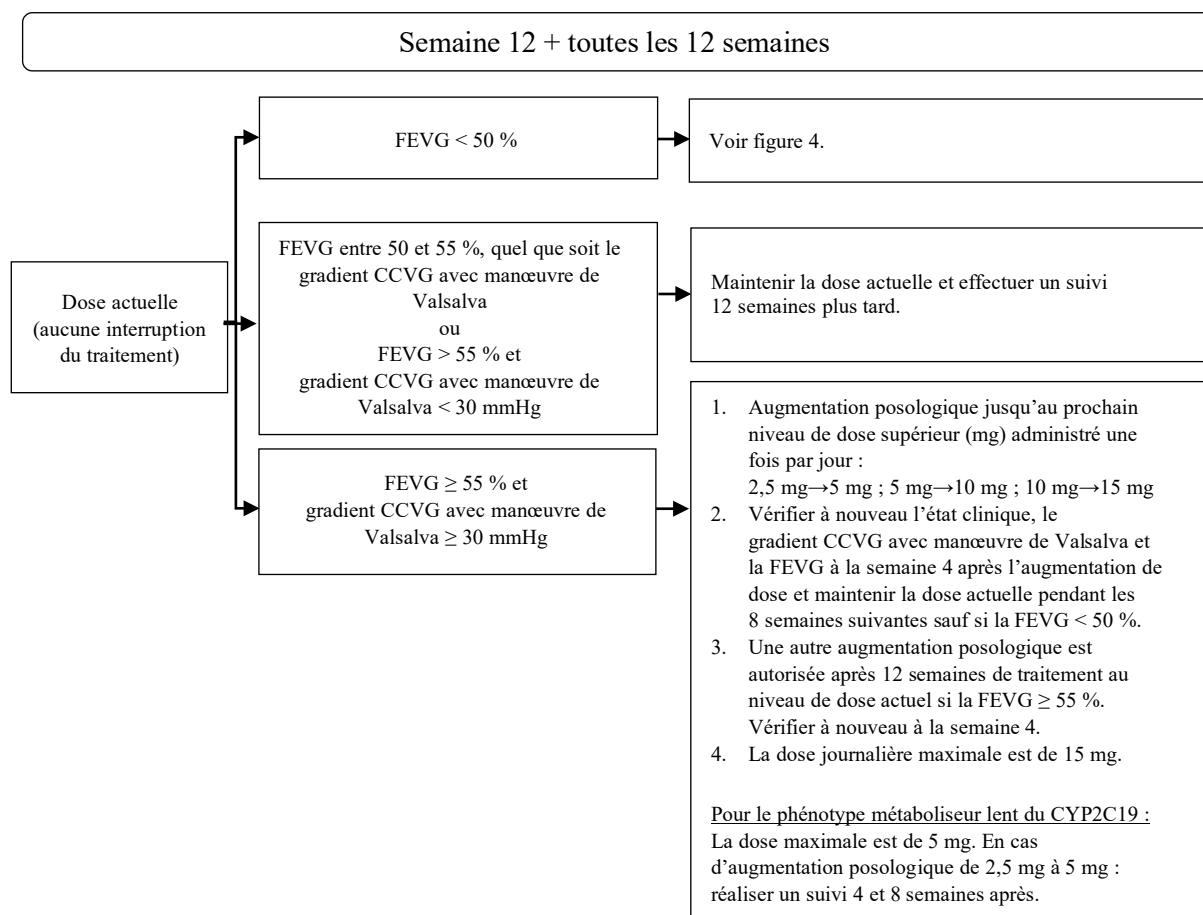 Semaine 12 + toutes les 12 semaines
FEVG < 50 %
Voir figure 4.
Dose actuelle
(aucune interruption
du traitement)
FEVG entre 50 et 55 %, quel que soit le
gradient CCVG avec manœuvre de
Valsalva
ou
FEVG > 55 % et
gradient CCVG avec manœuvre de
Valsalva < 30 mmHg
Maintenir la dose actuelle et effectuer un suivi
12 semaines plus tard.
FEVG ≥ 55 % et
gradient CCVG avec manœuvre de
Valsalva ≥ 30 mmHg
1. Augmentation posologique jusqu’au prochain
niveau de dose supérieur (mg) administré une
fois par jour :
2,5 mg→5 mg ; 5 mg→10 mg ; 10 mg→15 mg
2. Vérifier à nouveau l’état clinique, le
gradient CCVG avec manœuvre de Valsalva et
la FEVG à la semaine 4 après l’augmentation de
dose et maintenir la dose actuelle pendant les
8 semaines suivantes sauf si la FEVG < 50 %.
3. Une autre augmentation posologique est
autorisée après 12 semaines de traitement au
niveau de dose actuel si la FEVG ≥ 55 %.
Vérifier à nouveau à la semaine 4.
4. La dose journalière maximale est de 15 mg.
Pour le phénotype métaboliseur lent du CYP2C19 :
La dose maximale est de 5 mg. En cas
d’augmentation posologique de 2,5 mg à 5 mg :
réaliser un suivi 4 et 8 semaines après.